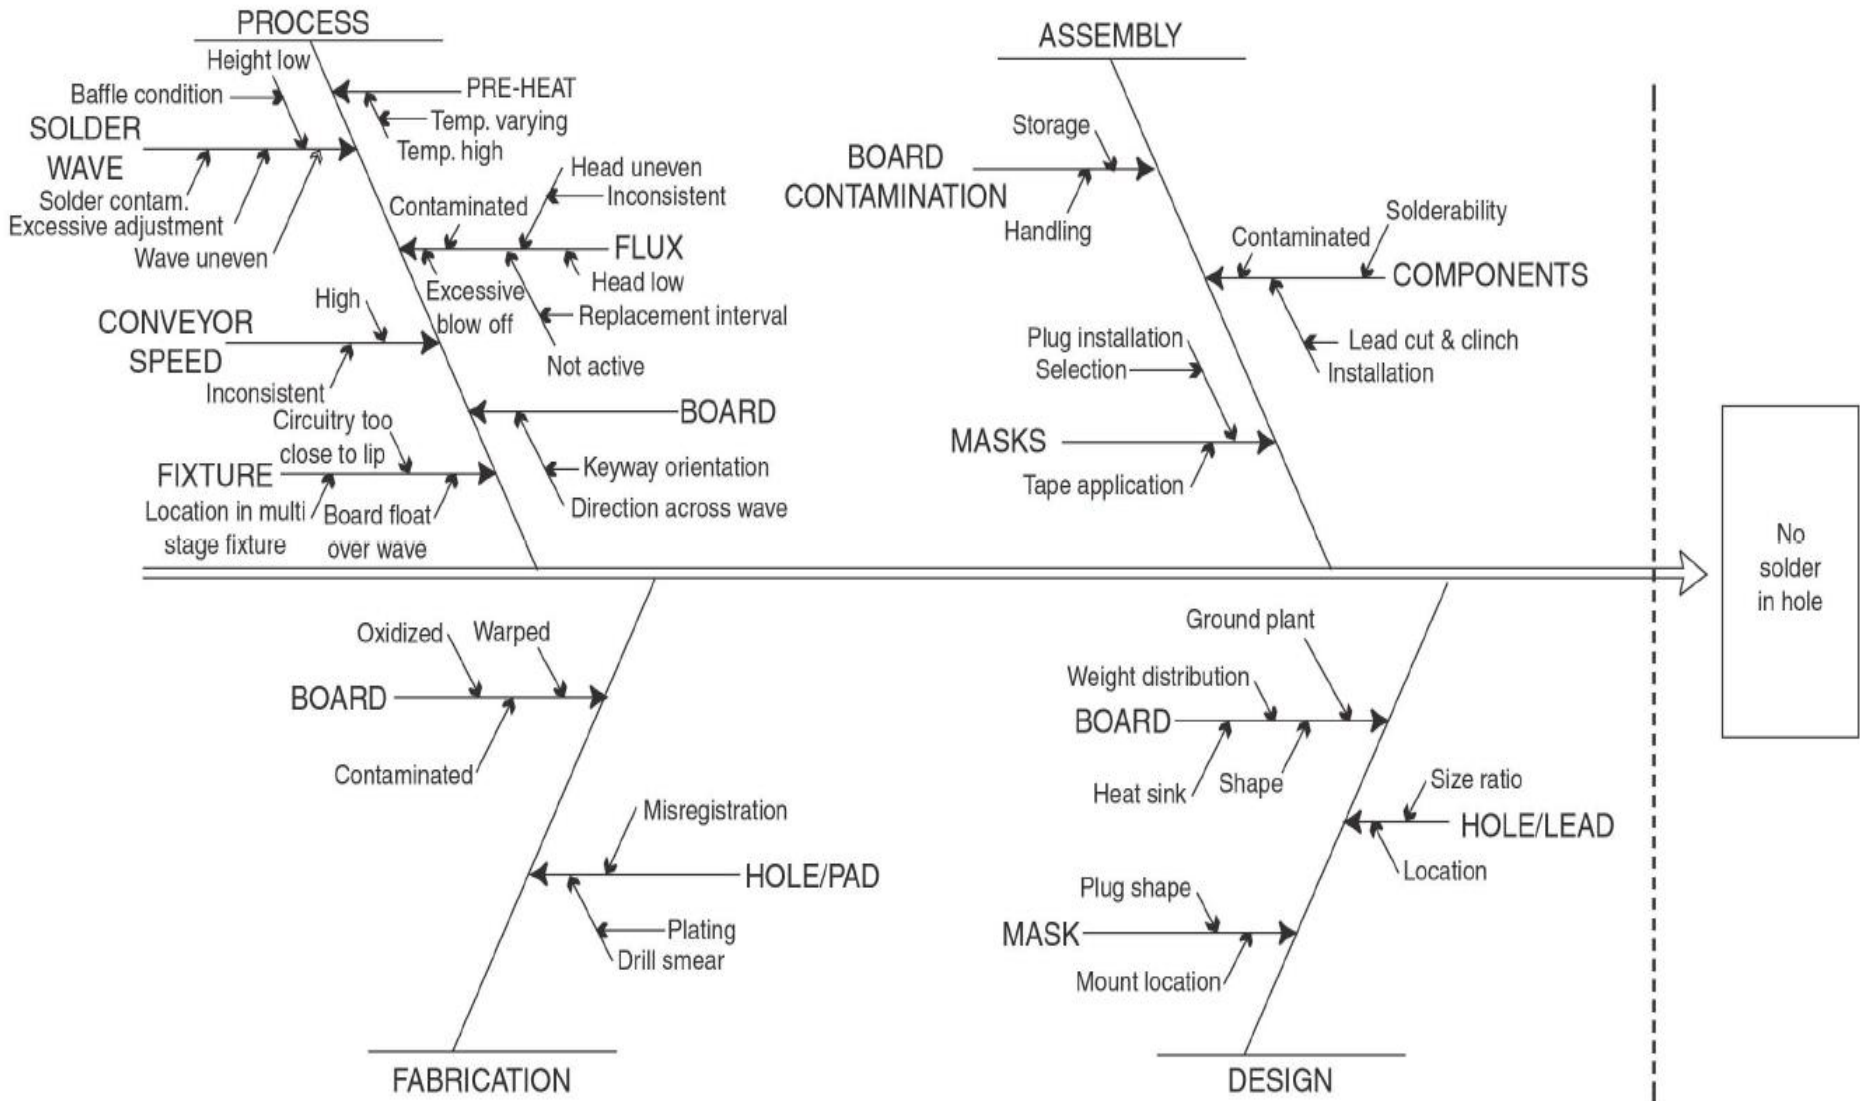 PROCESS
Height low
Baffle condition
PRE-HEAT
Temp. varying
Temp. high
SOLDER
WAVE
Solder contam.
Excessive adjustment
Wave uneven
Head uneven
Inconsistent
Contaminated
FLUX
Head low
Excessive
blow off
Replacement interval
Not active
High
CONVEYOR
SPEED
Inconsistent
BOARD
Keyway orientation
Direction across wave
Circuitry too
close to lip
FIXTURE
Location in multi
stage fixture
Board float
over wave
ASSEMBLY
Storage
BOARD
CONTAMINATION
Handling
Solderability
Contaminated
COMPONENTS
Lead cut & clinch
Installation
Plug installation
Selection
MASKS
Tape application
No
solder
in hole
Oxidized
Warped
BOARD
Contaminated
Misregistration
HOLE/PAD
Plating
Drill smear
FABRICATION
Ground plant
Weight distribution
BOARD
Heat sink
Shape
Size ratio
HOLE/LEAD
Location
Plug shape
MASK
Mount location
DESIGN